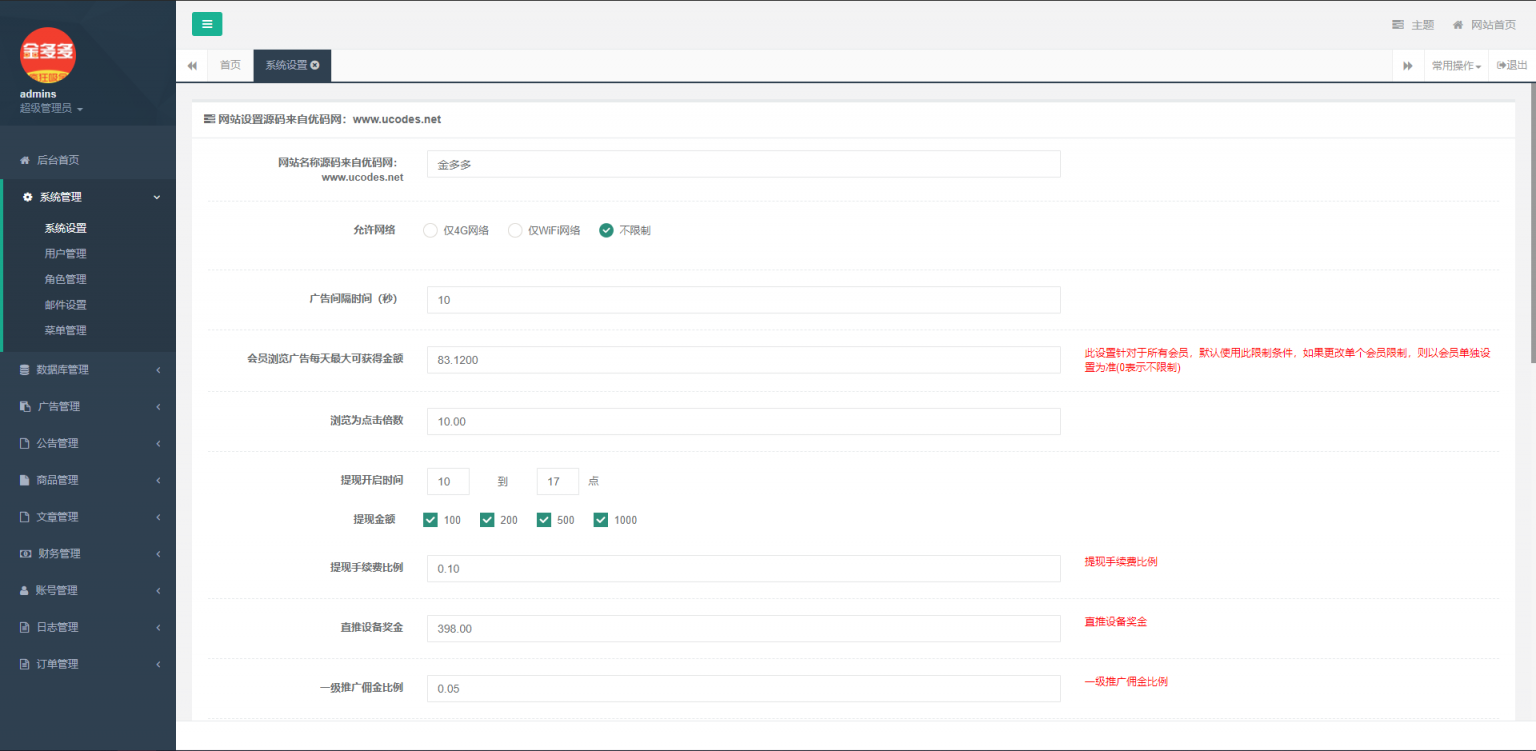 金多多
疯狂吸金
admins
超级管理员
后台首页
系统管理
系统设置
用户管理
角色管理
邮件设置
菜单管理
数据库管理
广告管理
公告管理
商品管理
文章管理
财务管理
账号管理
日志管理
订单管理
主题 网站首页
首页 系统设置 常用操作 退出
网站设置源码来自优码网：www.ucodes.net
网站名称源码来自优码网：
www.ucodes.net
金多多
允许网络 仅4G网络 仅WiFi网络 不限制
广告间隔时间（秒） 10
会员浏览广告每天最大可获得金额 83.1200
此设置针对于所有会员，默认使用此限制条件，如果更改单个会员限制，则以会员单独设
置为准(0表示不限制)
浏览为点击倍数 10.00
提现开启时间 10 到 17 点
提现金额 100 200 500 1000
提现手续费比例 0.10 提现手续费比例
直推设备奖金 398.00 直推设备奖金
一级推广佣金比例 0.05 一级推广佣金比例